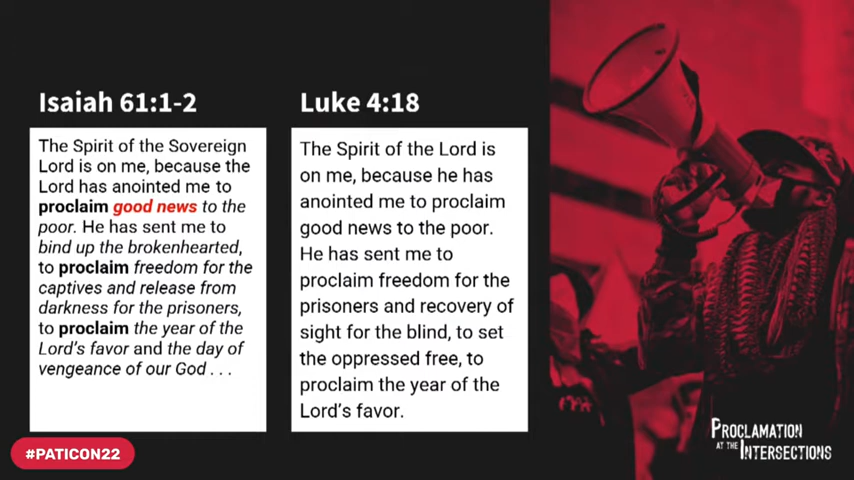 Isaiah 61:1-2
The Spirit of the Sovereign
Lord is on me, because the
Lord has anointed me to
proclaim good news to the
poor. He has sent me to
bind up the brokenhearted,
to proclaim freedom for the
captives and release from
darkness for the prisoners,
to proclaim the year of the
Lord's favor and the day of
vengeance of our God . . .
Luke 4:18
The Spirit of the Lord is
on me, because he has
anointed me to proclaim
good news to the poor.
He has sent me to
proclaim freedom for the
prisoners and recovery of
sight for the blind, to set
the oppressed free, to
proclaim the year of the
Lord's favor.
#PATICON22
PROCLAMATION
AT THE INTERSECTIONS